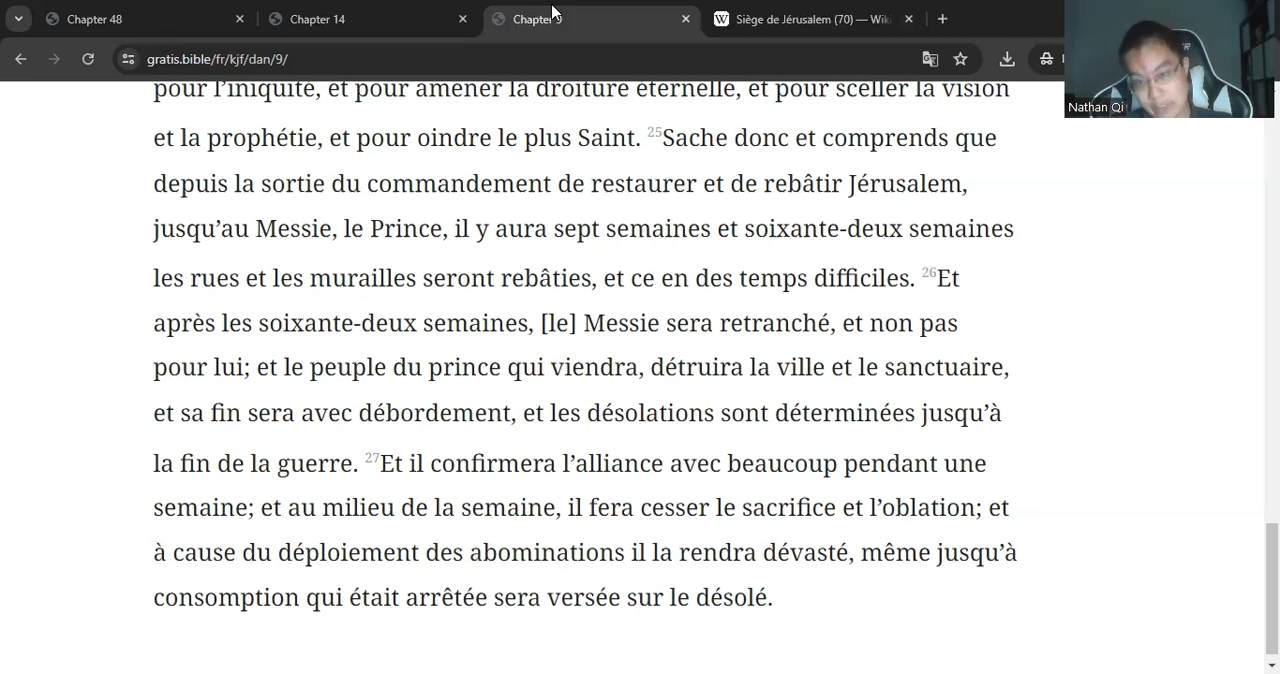 Chapter 48
Chapter 14
Chapter 9
Siège de Jérusalem (70) — Wiki
gratis.bible/fr/kjf/dan/9/
Nathan Qi
pour l’iniquité, et pour amener la droiture éternelle, et pour sceller la vision
et la prophétie, et pour oindre le plus Saint. 25Sache donc et comprends que
depuis la sortie du commandement de restaurer et de rebâtir Jérusalem,
jusqu’au Messie, le Prince, il y aura sept semaines et soixante-deux semaines
les rues et les murailles seront rebâties, et ce en des temps difficiles. 26Et
après les soixante-deux semaines, [le] Messie sera retranché, et non pas
pour lui; et le peuple du prince qui viendra, détruira la ville et le sanctuaire,
et sa fin sera avec débordement, et les désolations sont déterminées jusqu’à
la fin de la guerre. 27Et il confirmera l’alliance avec beaucoup pendant une
semaine; et au milieu de la semaine, il fera cesser le sacrifice et l’oblation; et
à cause du déploiement des abominations il la rendra dévasté, même jusqu’à
consomption qui était arrêtée sera versée sur le désolé.